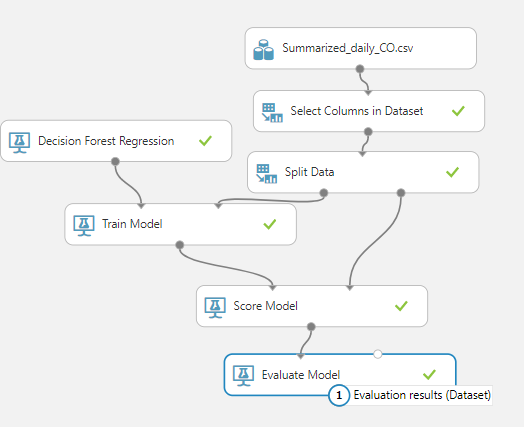 Summarized_daily_CO.csv
Select Columns in Dataset
Decision Forest Regression
Split Data
Train Model
Score Model
Evaluate Model
1 Evaluation results (Dataset)